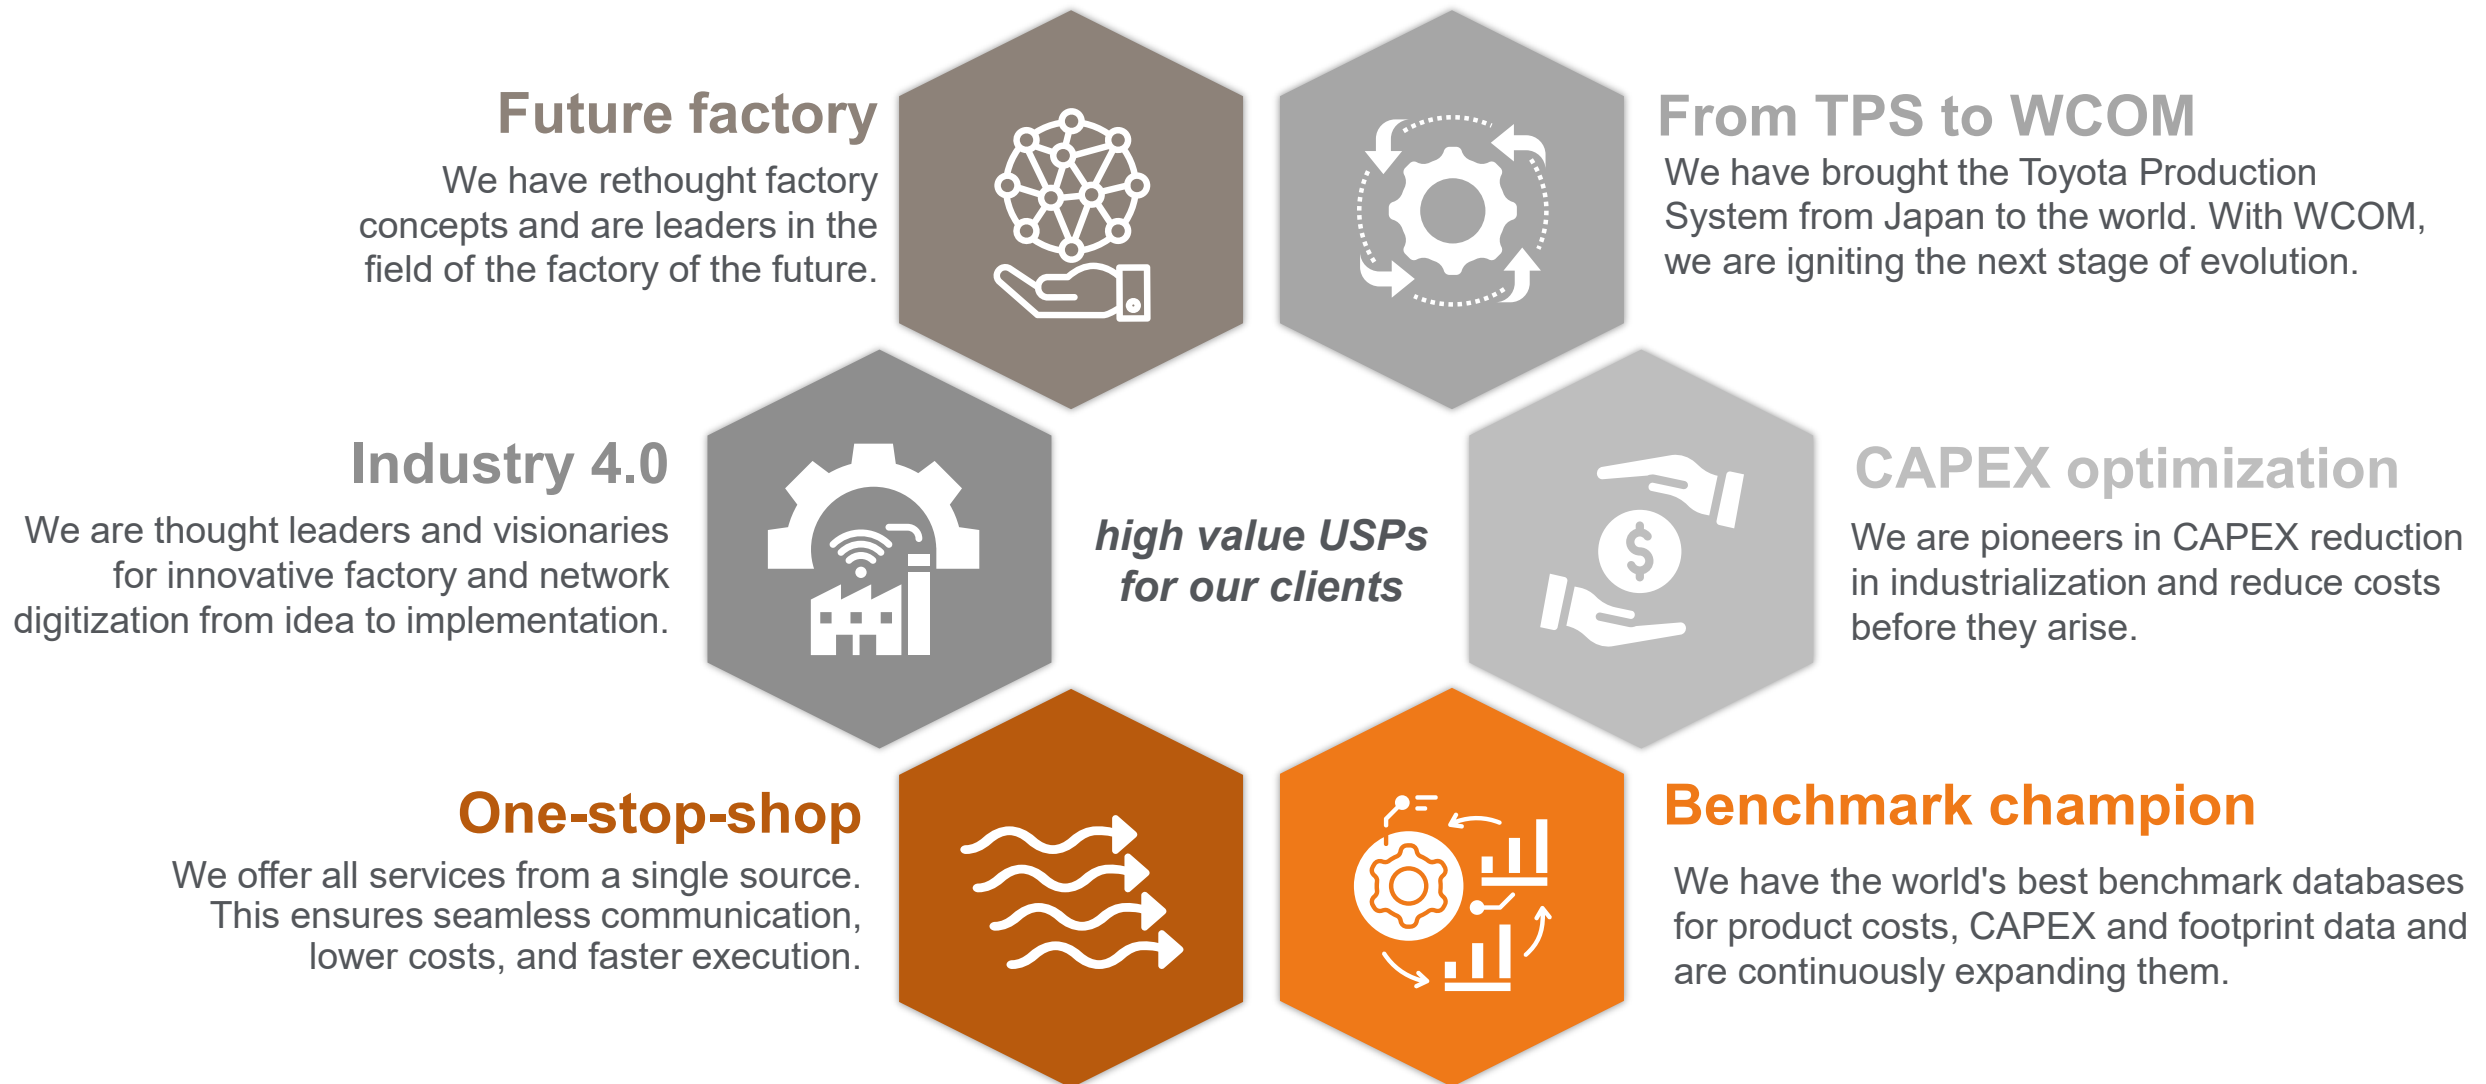 Future factory
We have rethought factory
concepts and are leaders in the
field of the factory of the future.
From TPS to WCOM
We have brought the Toyota Production
System from Japan to the world. With WCOM,
we are igniting the next stage of evolution.
Industry 4.0
We are thought leaders and visionaries
for innovative factory and network
digitization from idea to implementation.
high value USPs
for our clients
CAPEX optimization
We are pioneers in CAPEX reduction
in industrialization and reduce costs
before they arise.
One-stop-shop
We offer all services from a single source.
This ensures seamless communication,
lower costs, and faster execution.
Benchmark champion
We have the world's best benchmark databases
for product costs, CAPEX and footprint data and
are continuously expanding them.
$